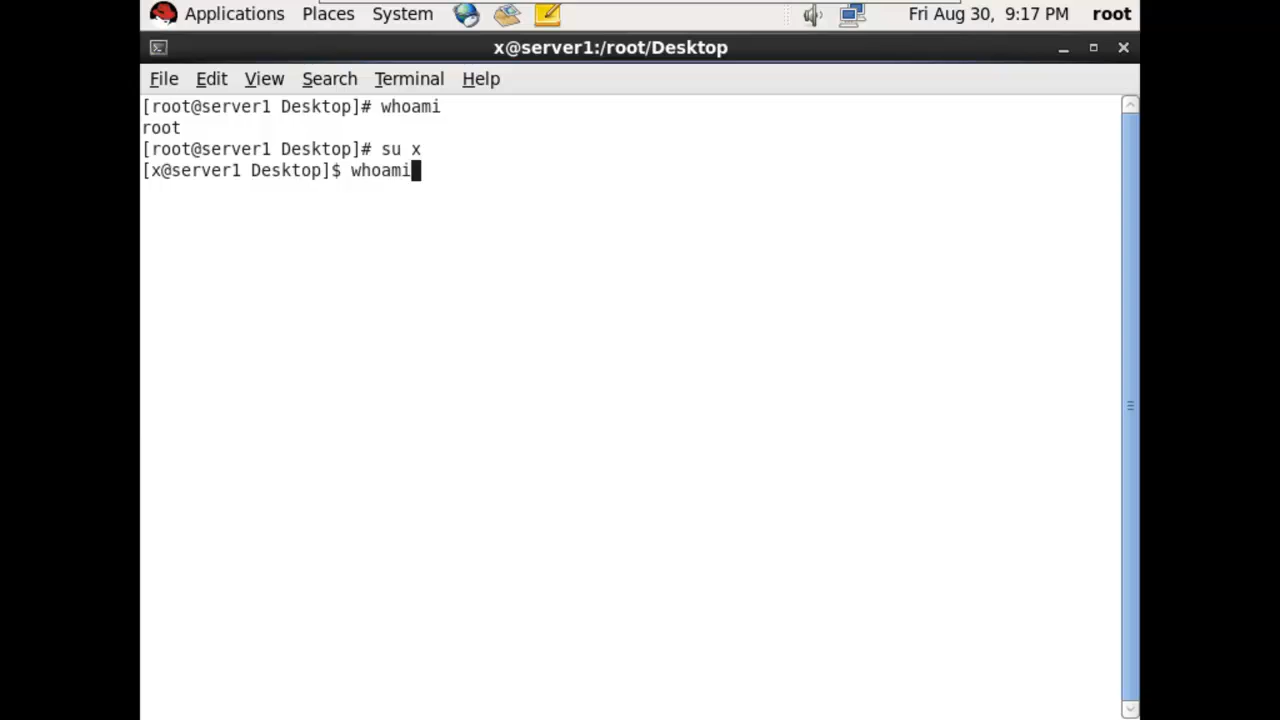 Applications Places System Fri Aug 30, 9:17 PM root
x@server1:/root/Desktop
File Edit View Search Terminal Help
[root@server1 Desktop]# whoami
root
[root@server1 Desktop]# su x
[x@server1 Desktop]$ whoami